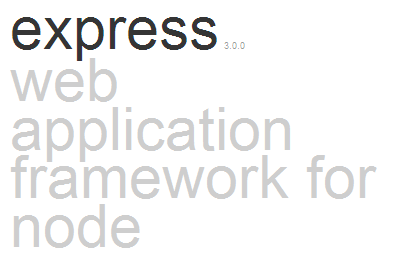 express 3.0.0
web
application
framework for
node